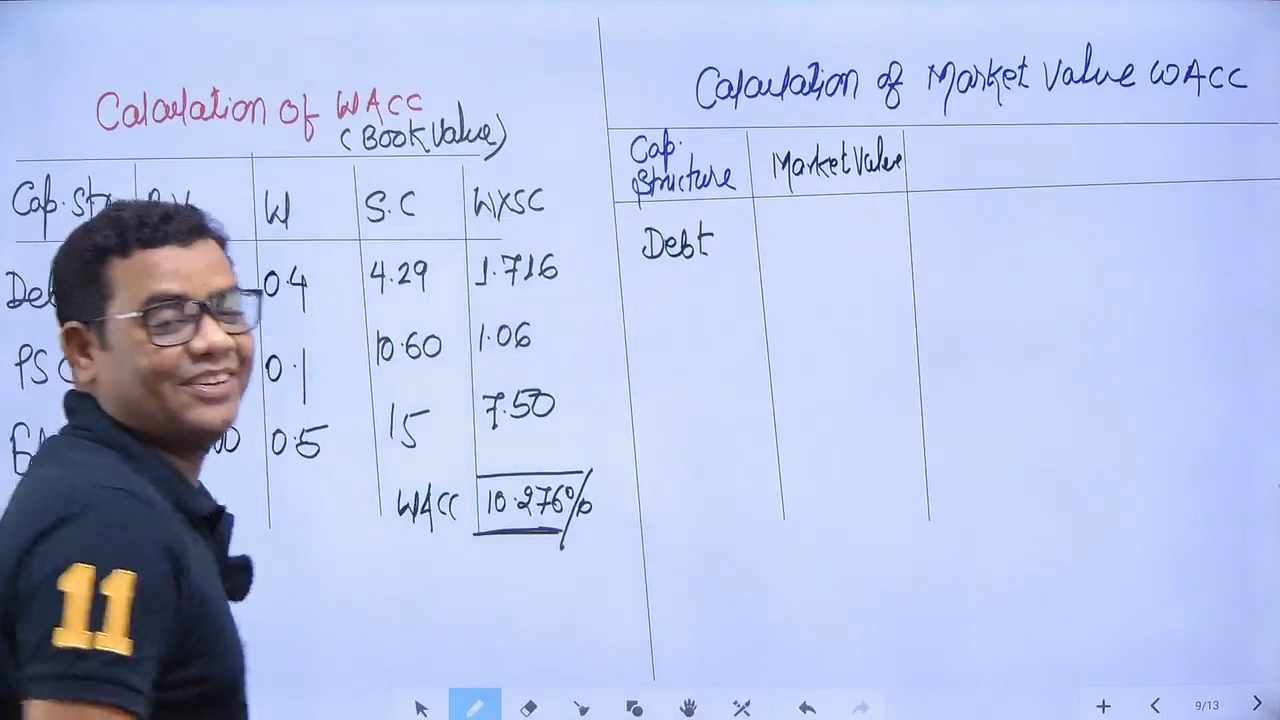 Calculation of WACC
(Book Value)
W S.C WXSC
0.4 4.29 1.716
0.1 10.60 1.06
0.5 15 7.50
WACC 10.276%
Calculation of Market Value WACC
Cap. Structure Market Value
Debt
11
9/13